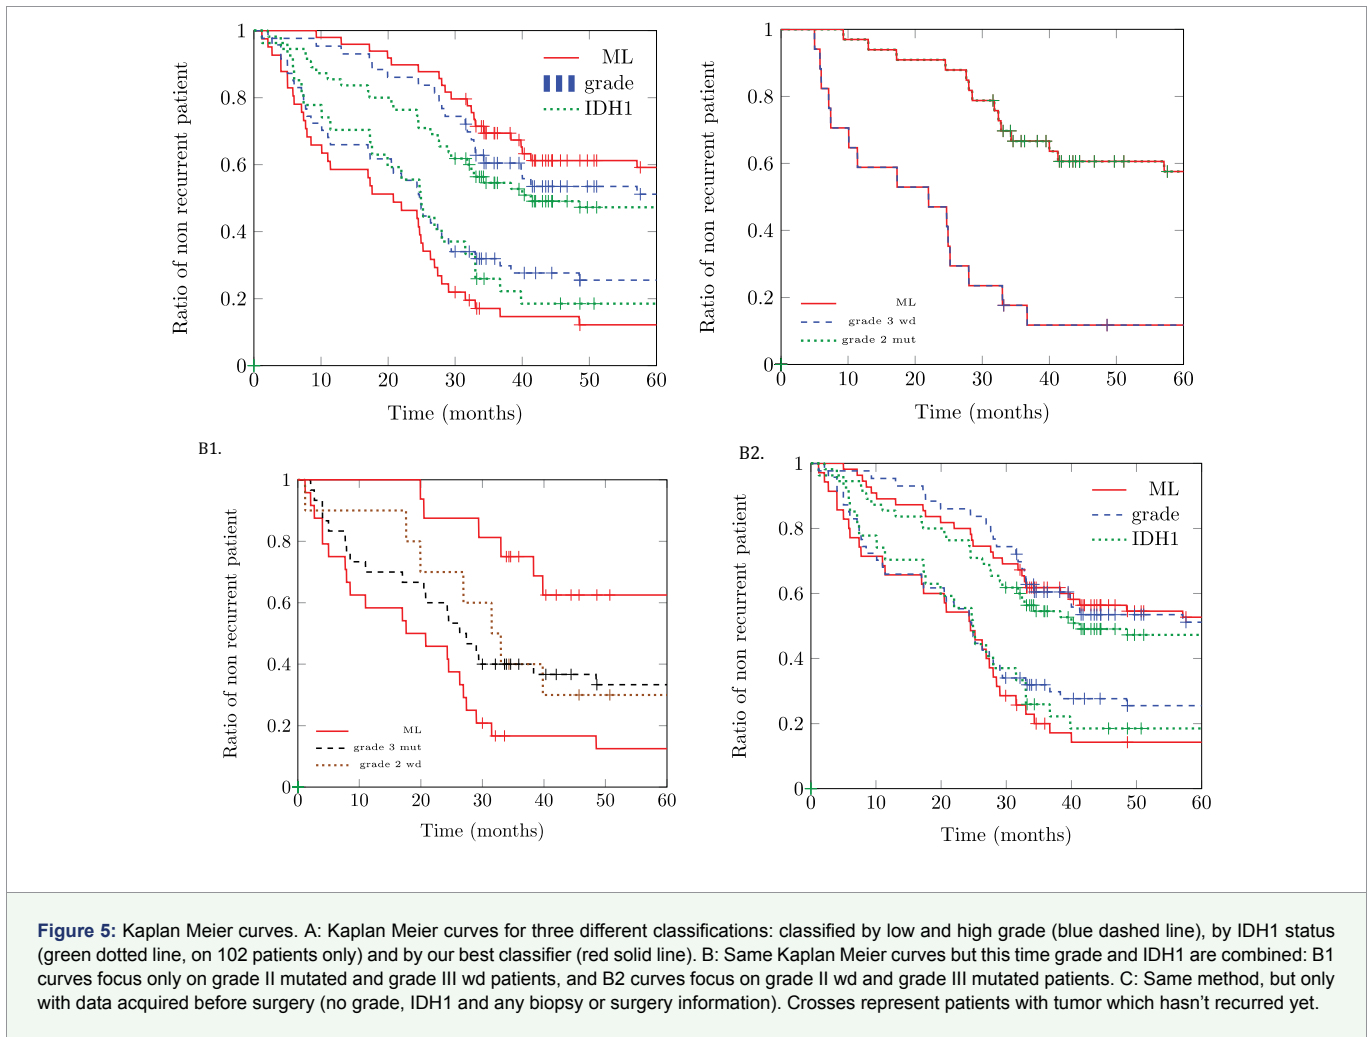 1
0.8
0.6
0.4
0.2
0
0 10 20 30 40 50 60
Time (months)
Ratio of non recurrent patient
ML
grade
IDH1
1
0.8
0.6
0.4
0.2
0
0 10 20 30 40 50 60
Time (months)
Ratio of non recurrent patient
ML
grade 3 wd
grade 2 mut
B1.
1
0.8
0.6
0.4
0.2
0
0 10 20 30 40 50 60
Time (months)
Ratio of non recurrent patient
ML
grade 3 mut
grade 2 wd
B2.
1
0.8
0.6
0.4
0.2
0
0 10 20 30 40 50 60
Time (months)
Ratio of non recurrent patient
ML
grade
IDH1
Figure 5: Kaplan Meier curves. A: Kaplan Meier curves for three different classifications: classified by low and high grade (blue dashed line), by IDH1 status
(green dotted line, on 102 patients only) and by our best classifier (red solid line). B: Same Kaplan Meier curves but this time grade and IDH1 are combined: B1
curves focus only on grade II mutated and grade III wd patients, and B2 curves focus on grade II wd and grade III mutated patients. C: Same method, but only
with data acquired before surgery (no grade, IDH1 and any biopsy or surgery information). Crosses represent patients with tumor which hasn't recurred yet.